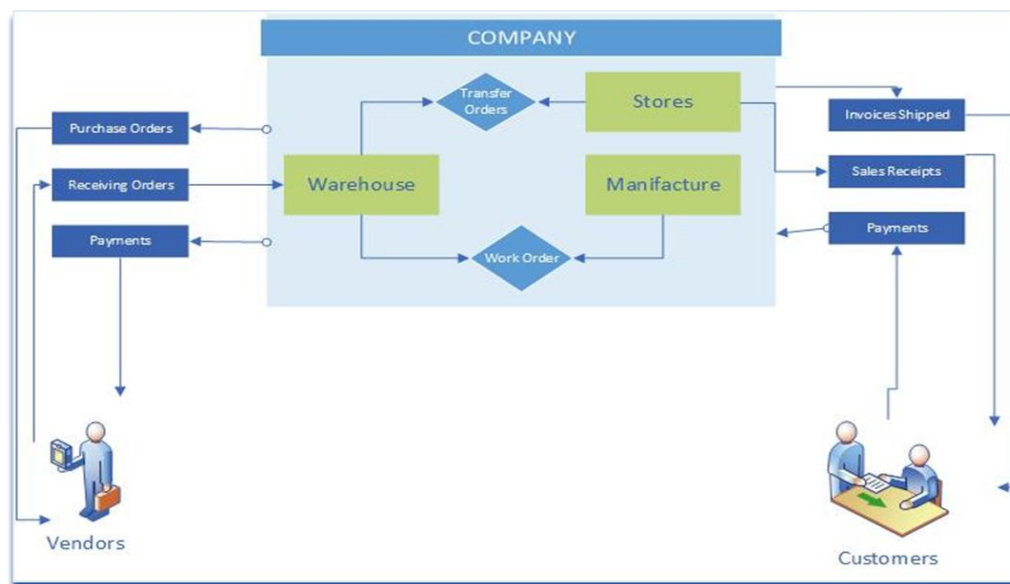 COMPANY
Transfer
Orders
Stores
Purchase Orders
Invoices Shipped
Receiving Orders
Warehouse
Manifacture
Sales Receipts
Payments
Payments
Work Order
Vendors
Customers